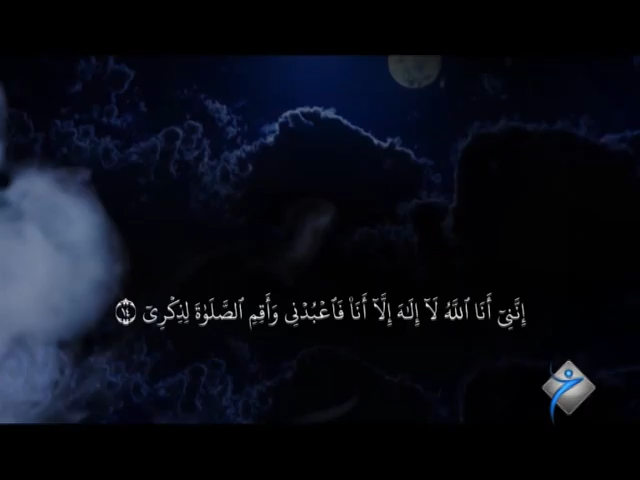 إِنَّنِىٓ أَنَا ٱللَّهُ لَآ إِلَـٰهَ إِلَّآ أَنَا۠ فَٱعْبُدْنِى وَأَقِمِ ٱلصَّلَوٰةَ لِذِكْرِىٓ ١٤